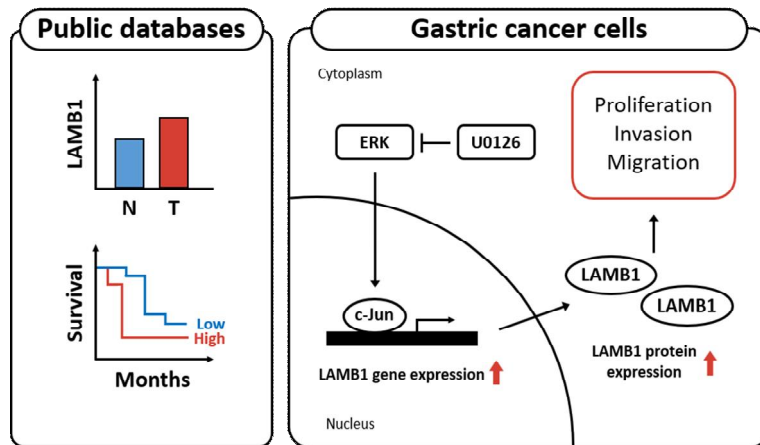 Public databases
LAMB1
N
T
Survival
Low
High
Months
Gastric cancer cells
Cytoplasm
ERK
U0126
Proliferation
Invasion
Migration
c-Jun
LAMB1
LAMB1
LAMB1 gene expression
LAMB1 protein
expression
Nucleus